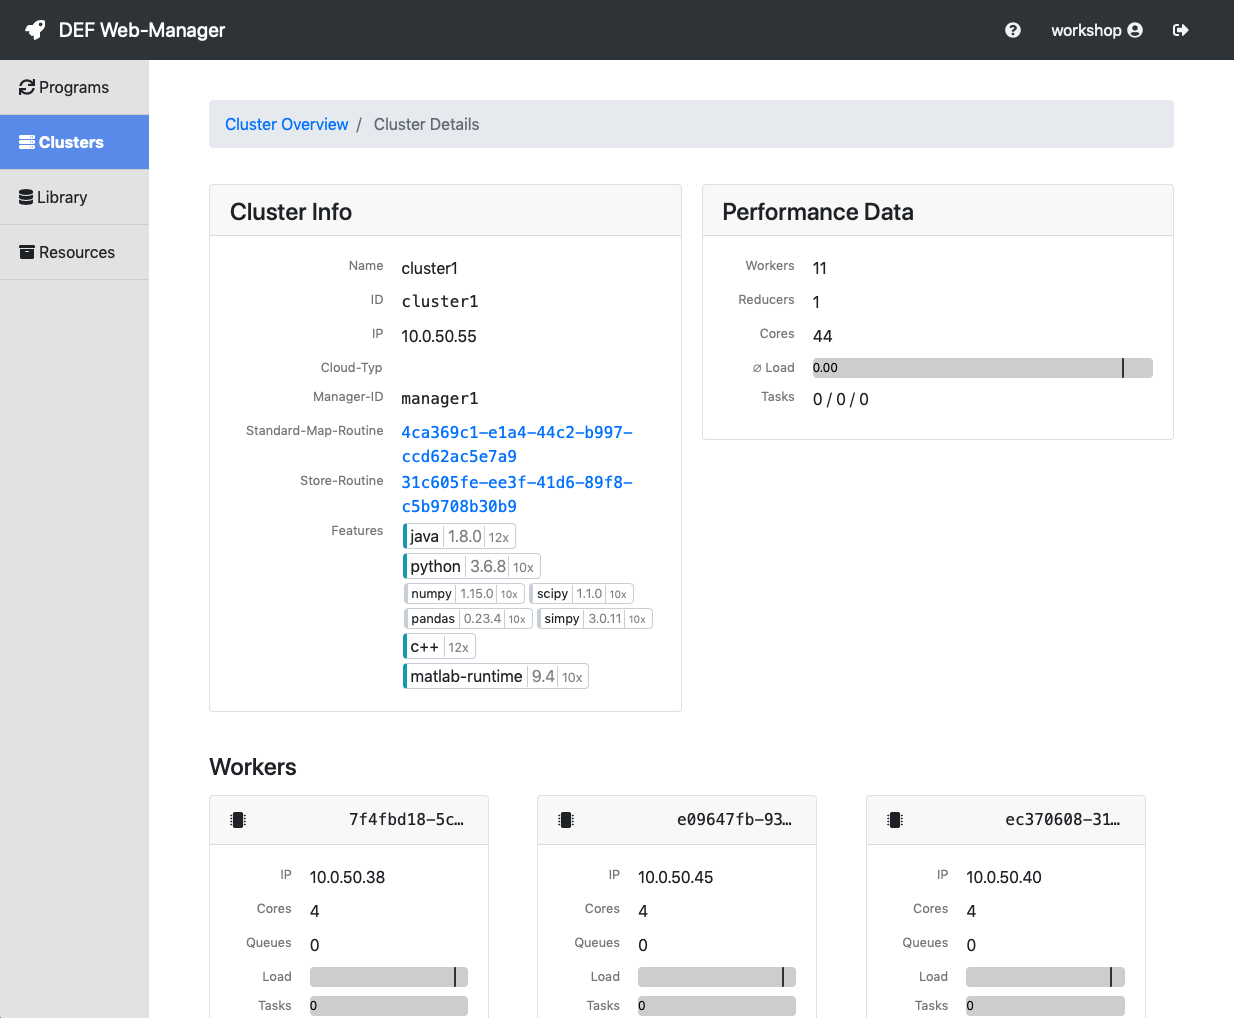 DEF Web-Manager
workshop
Programs
Clusters
Library
Resources
Cluster Overview / Cluster Details
Cluster Info
Name cluster1
ID cluster1
IP 10.0.50.55
Cloud-Typ
Manager-ID manager1
Standard-Map-Routine 4ca369c1-e1a4-44c2-b997-
ccd62ac5e7a9
Store-Routine 31c605fe-ee3f-41d6-89f8-
c5b9708b30b9
Features java 1.8.0 12x
python 3.6.8 10x
numpy 1.15.0 10x scipy 1.1.0 10x
pandas 0.23.4 10x simpy 3.0.11 10x
c++ 12x
matlab-runtime 9.4 10x
Performance Data
Workers 11
Reducers 1
Cores 44
⌀ Load 0.00
Tasks 0 / 0 / 0
Workers
7f4fbd18-5c...
IP 10.0.50.38
Cores 4
Queues 0
Load
Tasks 0
e09647fb-93...
IP 10.0.50.45
Cores 4
Queues 0
Load
Tasks 0
ec370608-31...
IP 10.0.50.40
Cores 4
Queues 0
Load
Tasks 0